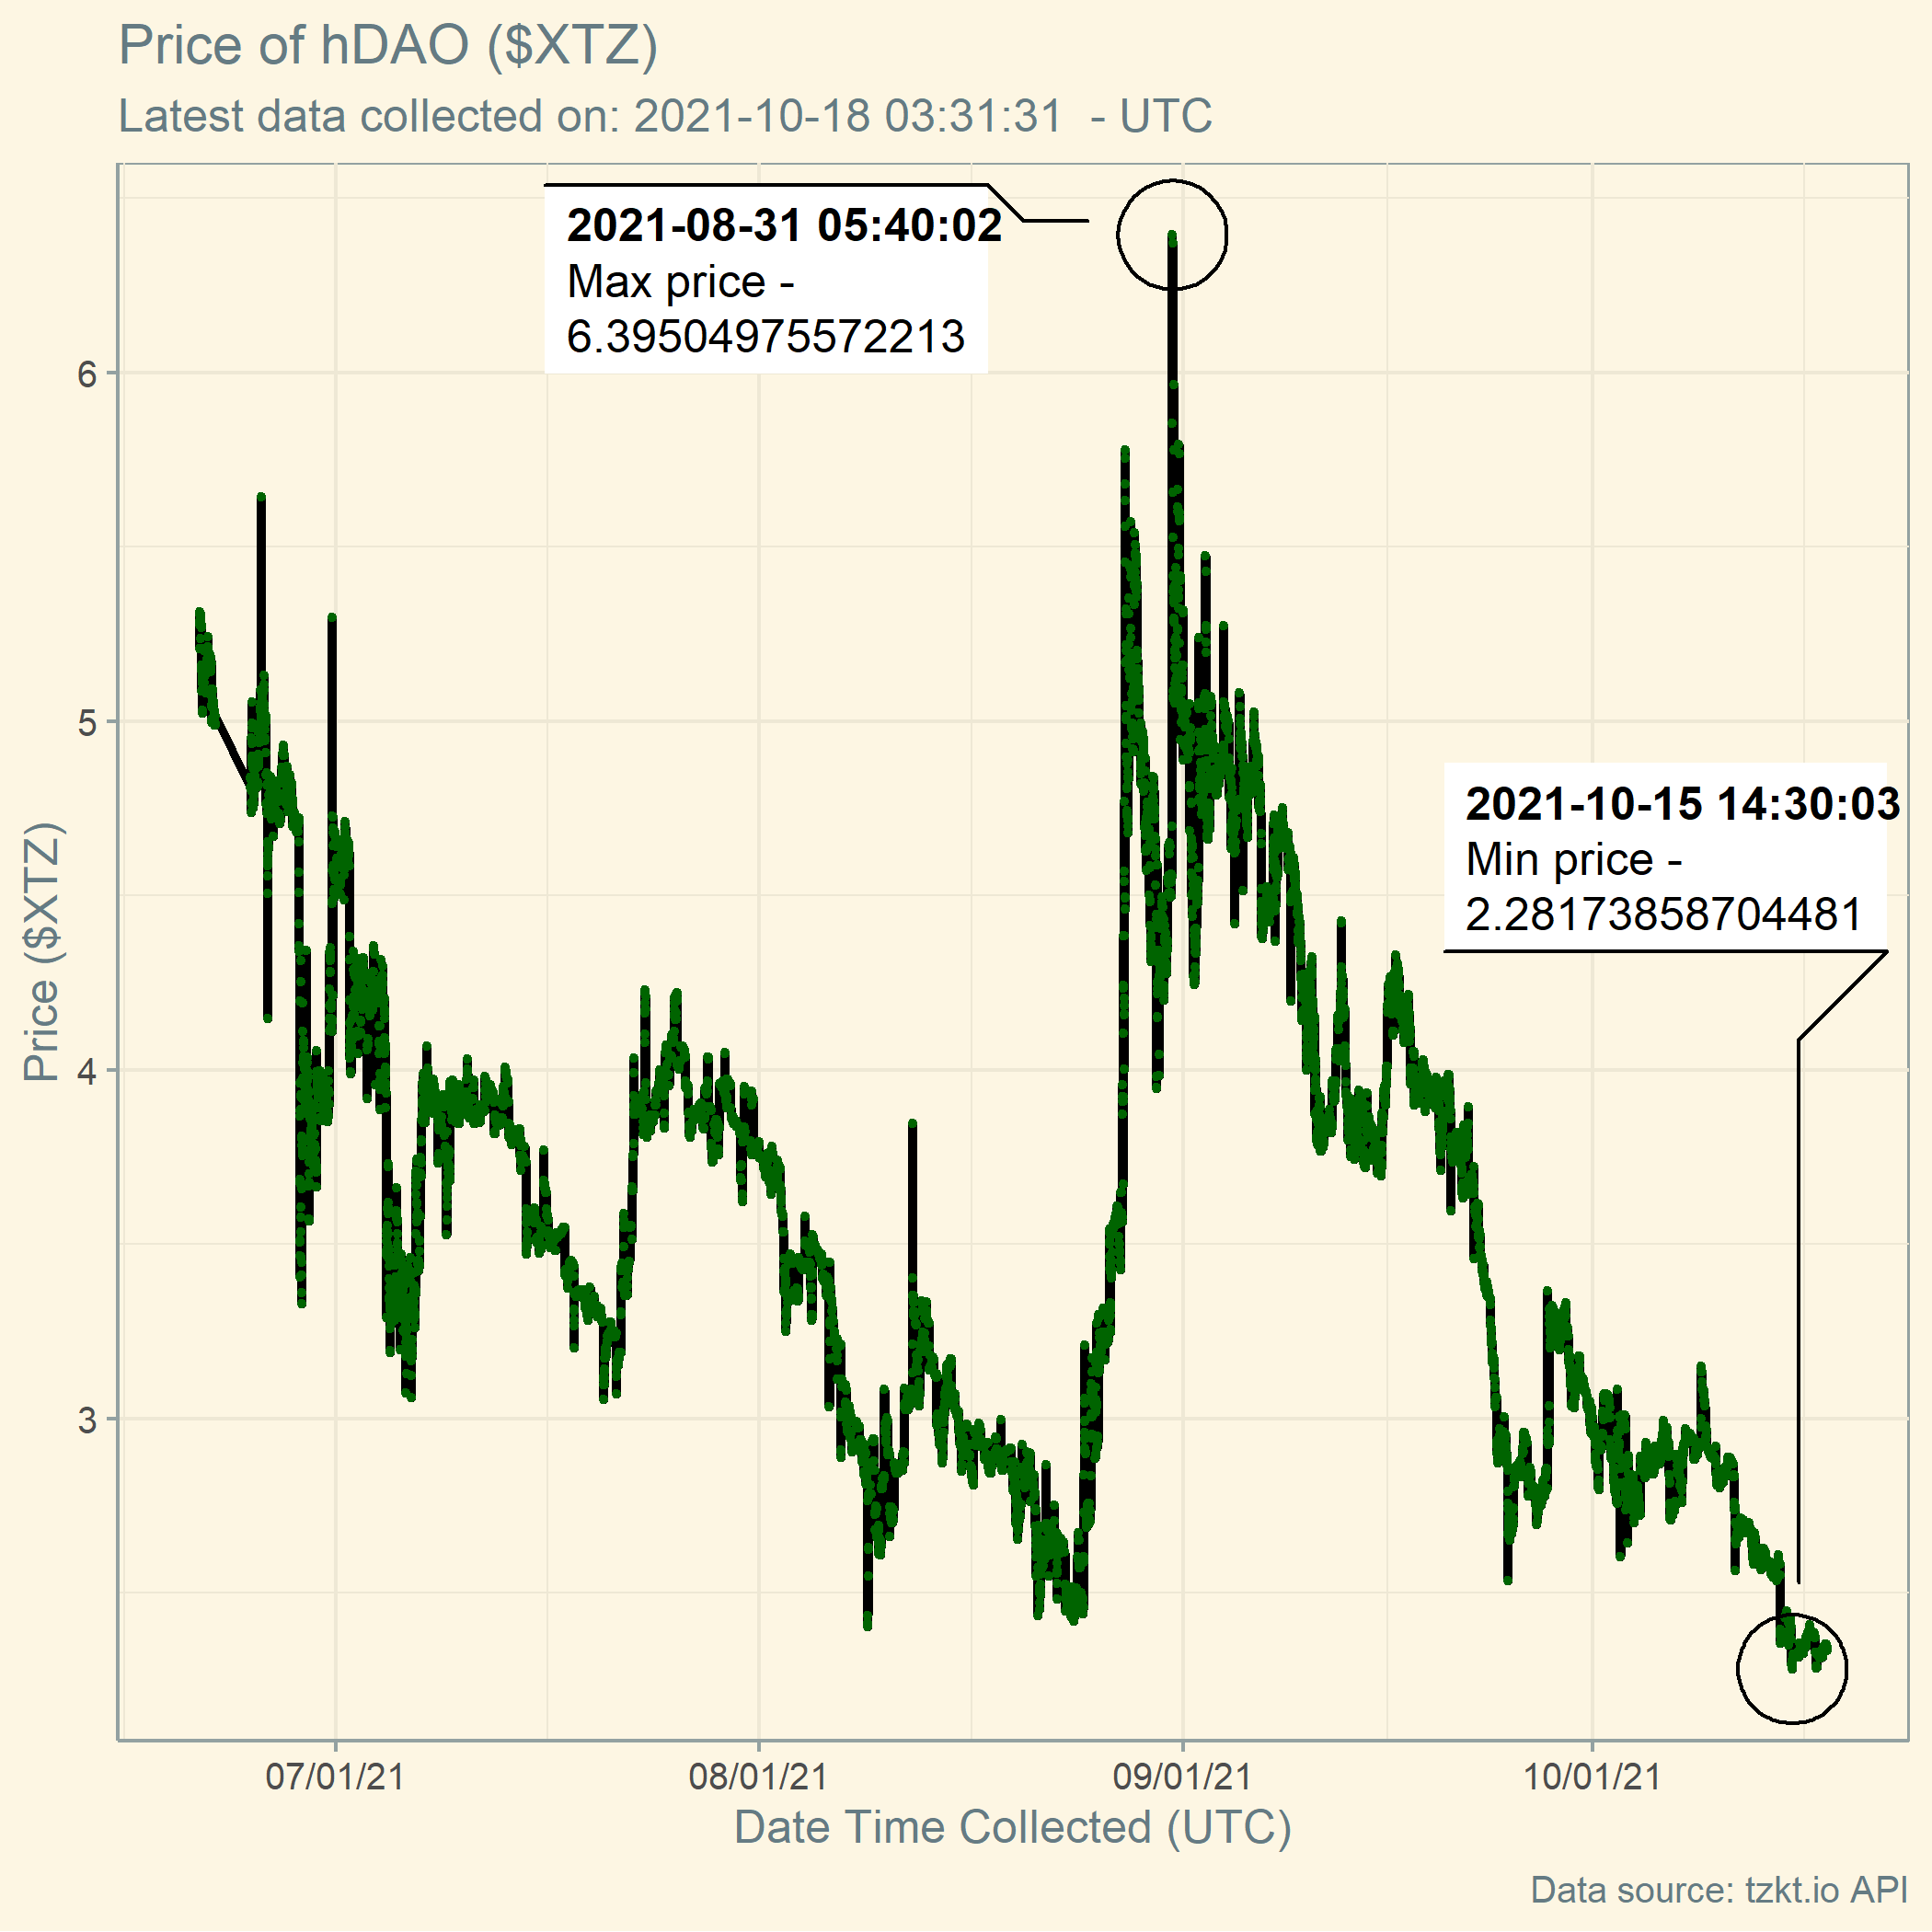 Price of hDAO ($XTZ)
Latest data collected on: 2021-10-18 03:31:31  - UTC
2021-08-31 05:40:02
Max price -
6.39504975572213
2021-10-15 14:30:03
Min price -
2.28173858704481
Price ($XTZ)
6
5
4
3
07/01/21
08/01/21
09/01/21
10/01/21
Date Time Collected (UTC)
Data source: tzkt.io API